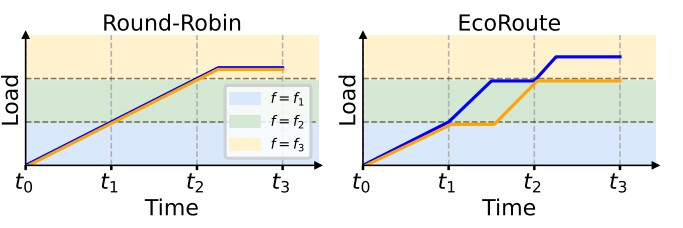 Round-Robin
Load
f = f₁
f = f₂
f = f₃
t₀ t₁ t₂ t₃
Time
EcoRoute
Load
t₀ t₁ t₂ t₃
Time